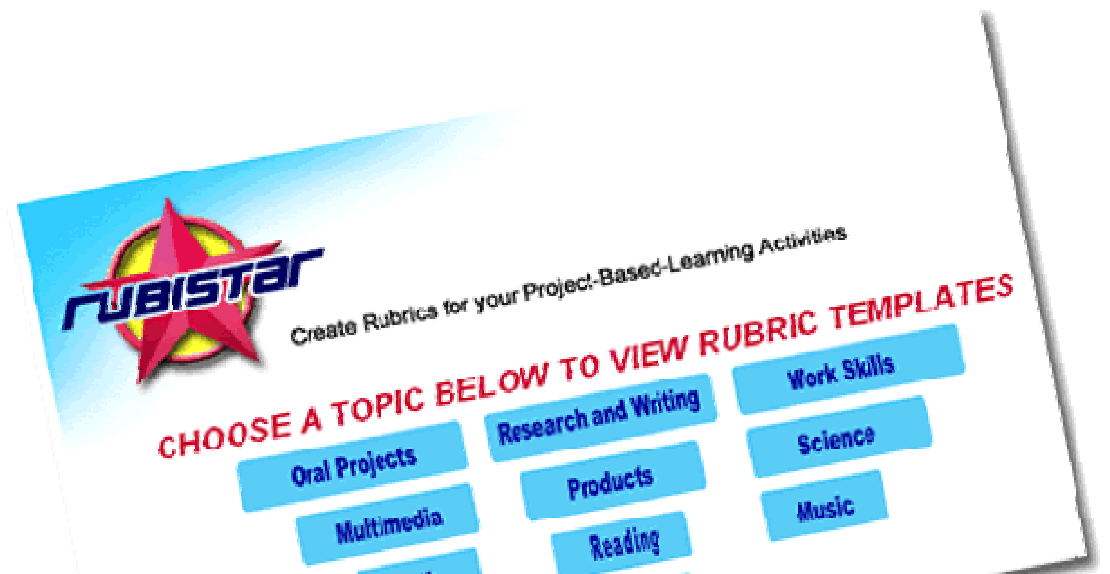 RUBISTAR
Create Rubrics for your Project-Based-Learning Activities
CHOOSE A TOPIC BELOW TO VIEW RUBRIC TEMPLATES
Oral Projects
Research and Writing
Work Skills
Multimedia
Products
Science
Reading
Music